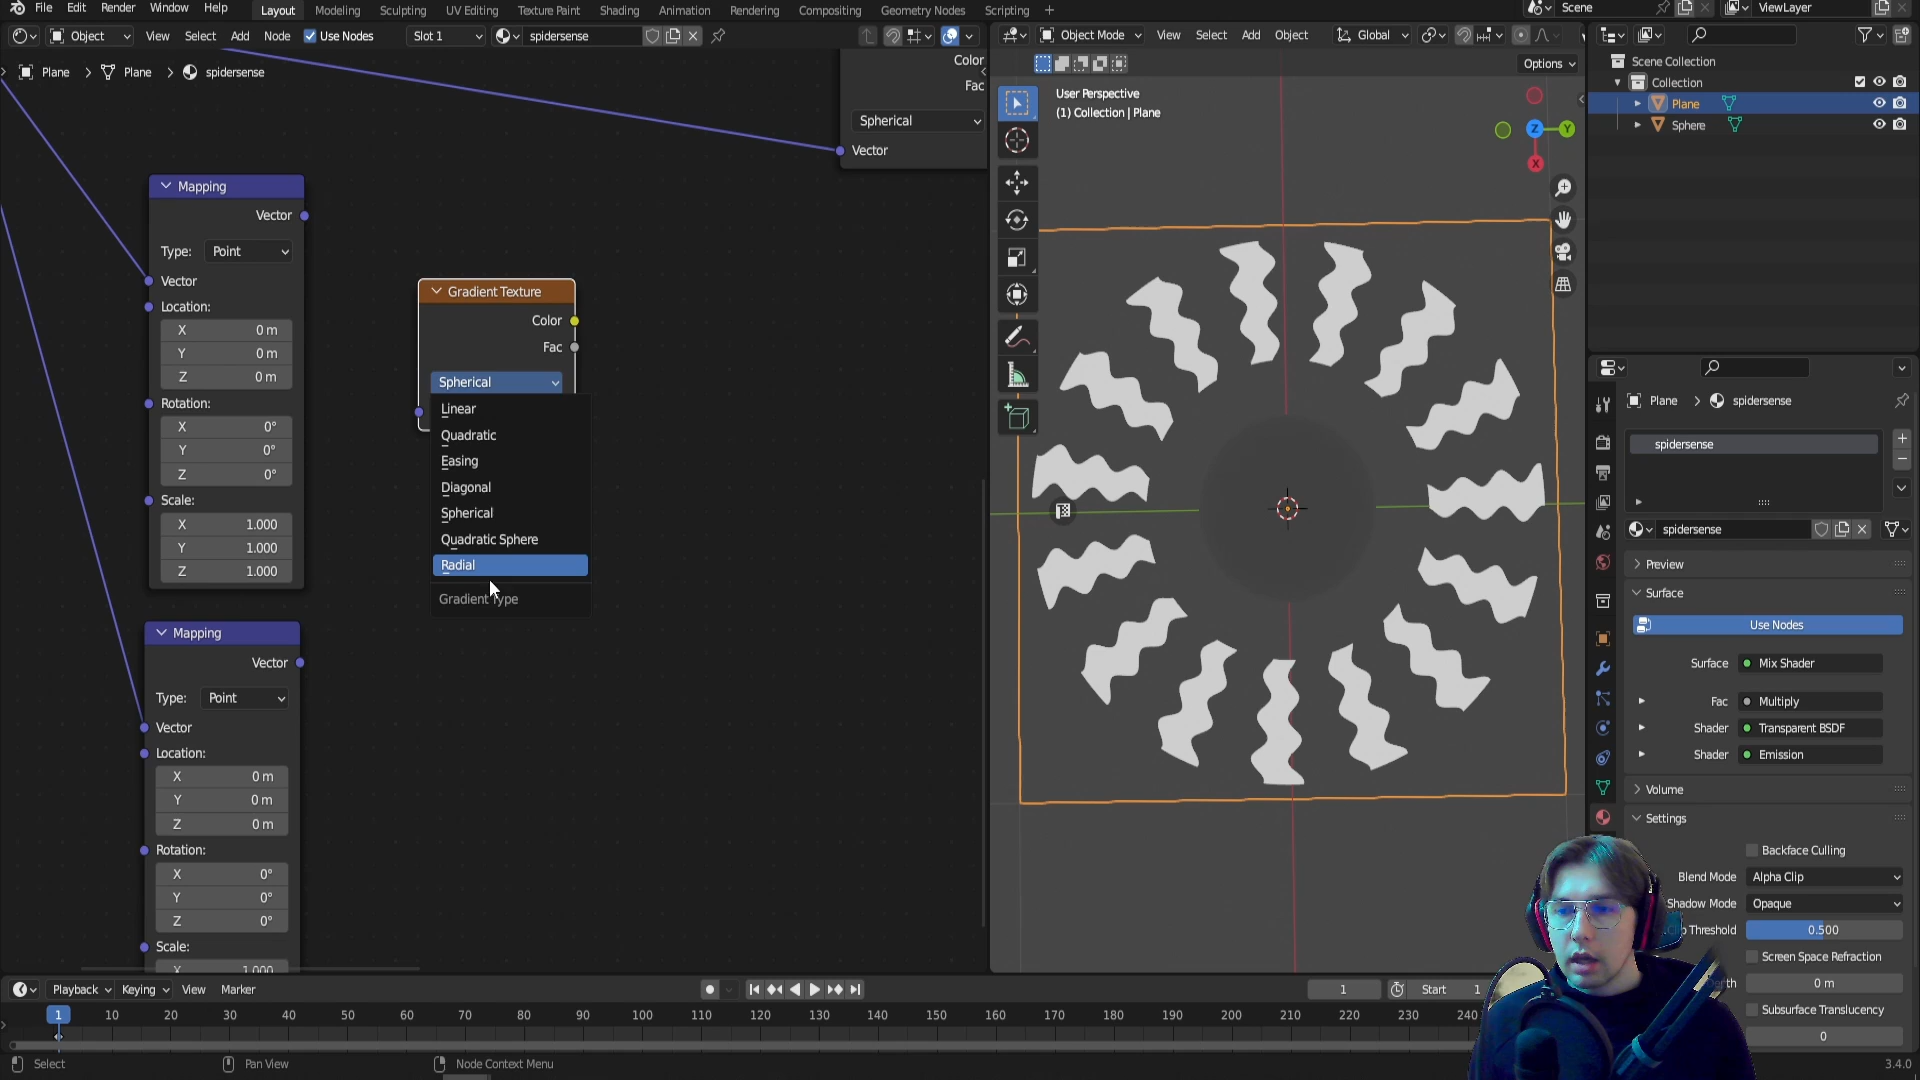 File Edit Render Window Help Layout Modeling Sculpting UV Editing Texture Paint Shading Animation Rendering Compositing Geometry Nodes Scripting + Scene ViewLayer
Object View Select Add Node Use Nodes Slot 1 spidersense
Object Mode View Select Add Object Global
Options
Plane > Plane > spidersense
Color
Fac
Spherical
Vector
Mapping
Vector
Type: Point
Vector
Location:
X 0 m
Y 0 m
Z 0 m
Rotation:
X 0°
Y 0°
Z 0°
Scale:
X 1.000
Y 1.000
Z 1.000
Gradient Texture
Color
Fac
Spherical
Linear
Quadratic
Easing
Diagonal
Spherical
Quadratic Sphere
Radial
Gradient Type
Mapping
Vector
Type: Point
Vector
Location:
X 0 m
Y 0 m
Z 0 m
Rotation:
X 0°
Y 0°
Z 0°
Scale:
X 1.000
User Perspective
(1) Collection | Plane
Z Y
X
Scene Collection
Collection
Plane
Sphere
Plane > spidersense
spidersense
spidersense
Preview
Surface
Use Nodes
Surface Mix Shader
Fac Multiply
Shader Transparent BSDF
Shader Emission
Volume
Settings
Backface Culling
Blend Mode Alpha Clip
Shadow Mode Opaque
Threshold 0.500
Screen Space Refraction
0 m
Subsurface Translucency
0
Playback Keying View Marker
1 Start 1
1 10 20 30 40 50 60 70 80 90 100 110 120 130 140 150 160 170 180 190 200 210 220 230 240
Select Pan View Node Context Menu 3.4.0